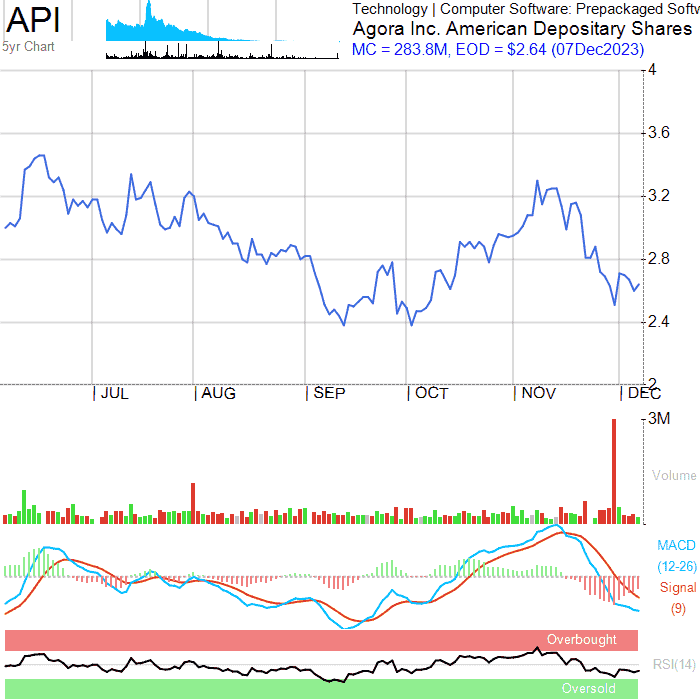 API
5yr Chart
Technology | Computer Software: Prepackaged Softw
Agora Inc. American Depositary Shares
MC = 283.8M, EOD = $2.64 (07Dec2023)
4
3.6
3.2
2.8
2.4
2
JUL
AUG
SEP
OCT
NOV
DEC
3M
Volume
MACD
(12-26)
Signal
(9)
Overbought
RSI(14)
Oversold